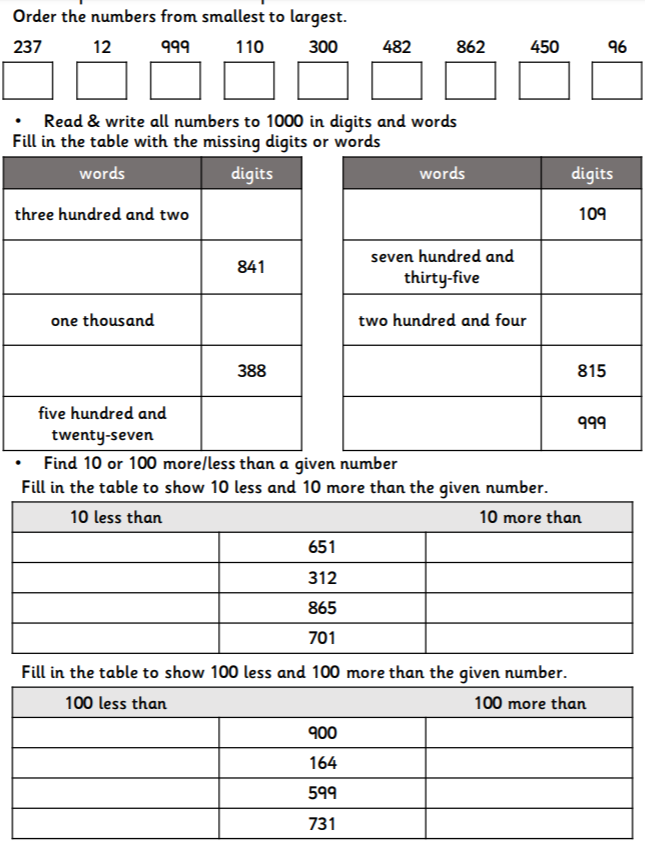 Order the numbers from smallest to largest.
237 12 999 110 300 482 862 450 96
• Read & write all numbers to 1000 in digits and words
Fill in the table with the missing digits or words
words digits
three hundred and two
841
one thousand
388
five hundred and
twenty-seven
words digits
109
seven hundred and
thirty-five
two hundred and four
815
999
• Find 10 or 100 more/less than a given number
Fill in the table to show 10 less and 10 more than the given number.
10 less than 10 more than
651
312
865
701
Fill in the table to show 100 less and 100 more than the given number.
100 less than 100 more than
900
164
599
731